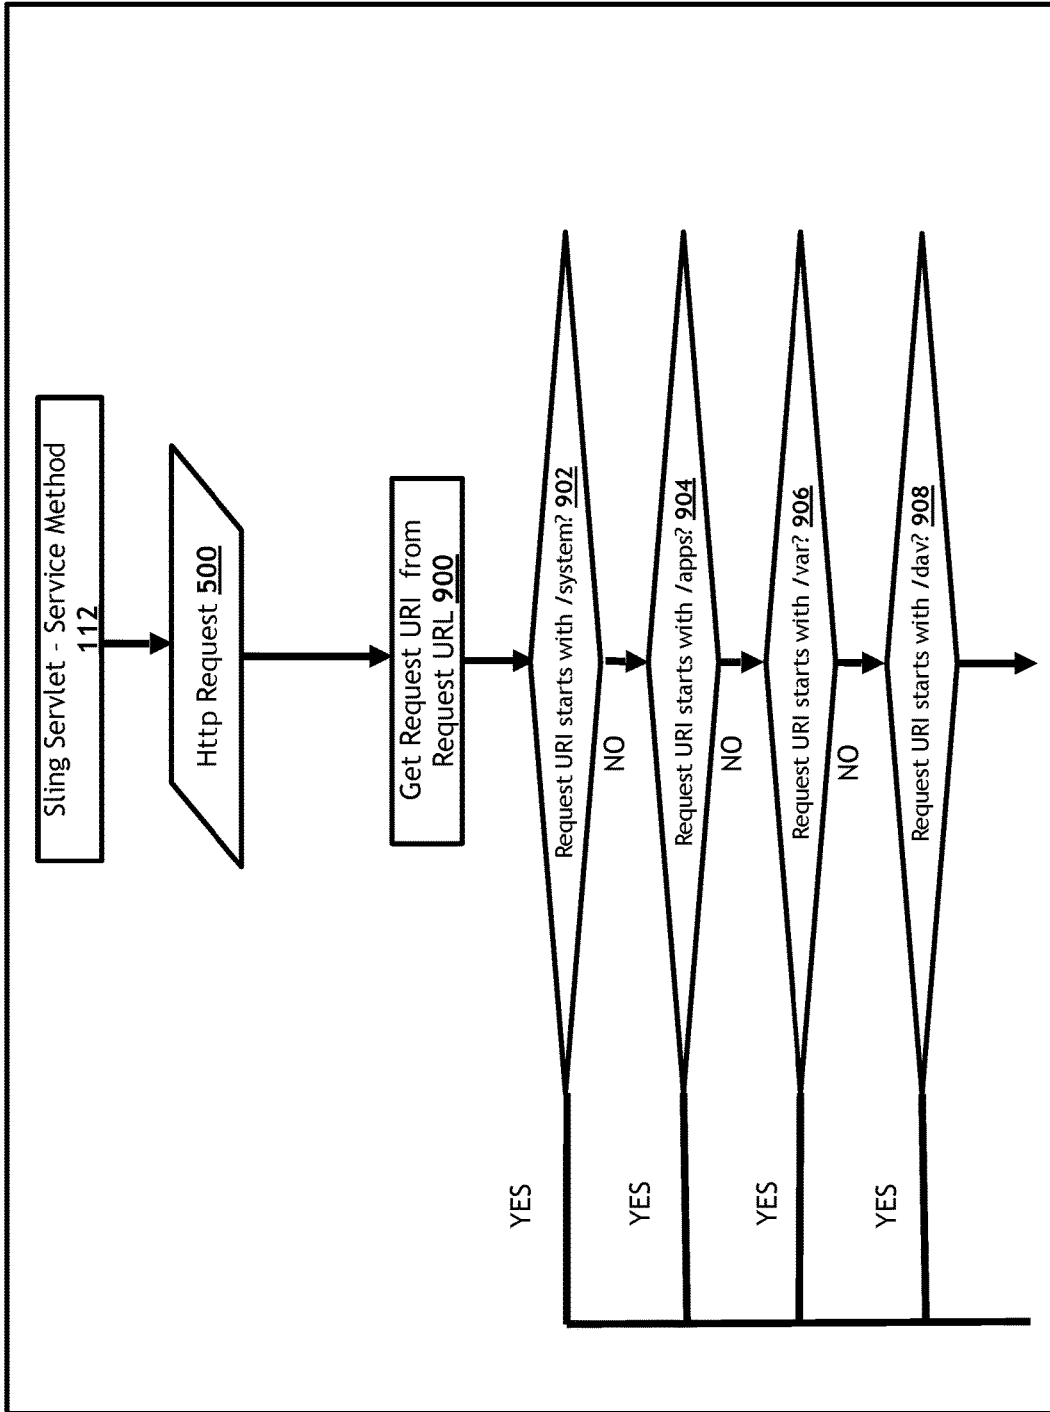 Sling Servlet - Service Method
112
Http Request 500
Get Request URI from
Request URL 900
Request URI starts with /system? 902
NO
YES
Request URI starts with /apps? 904
NO
YES
Request URI starts with /var? 906
NO
YES
Request URI starts with /dav? 908
YES